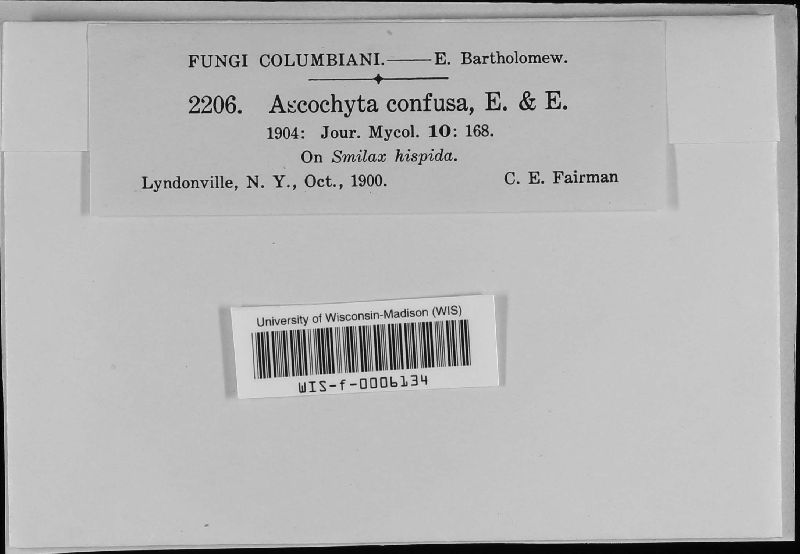 FUNGI COLUMBIANI.——E. Bartholomew.
2206. Ascochyta confusa, E. & E.
1904: Jour. Mycol. 10: 168.
On Smilax hispida.
Lyndonville, N. Y., Oct., 1900. C. E. Fairman
University of Wisconsin-Madison (WIS)
WIS-f-0006134